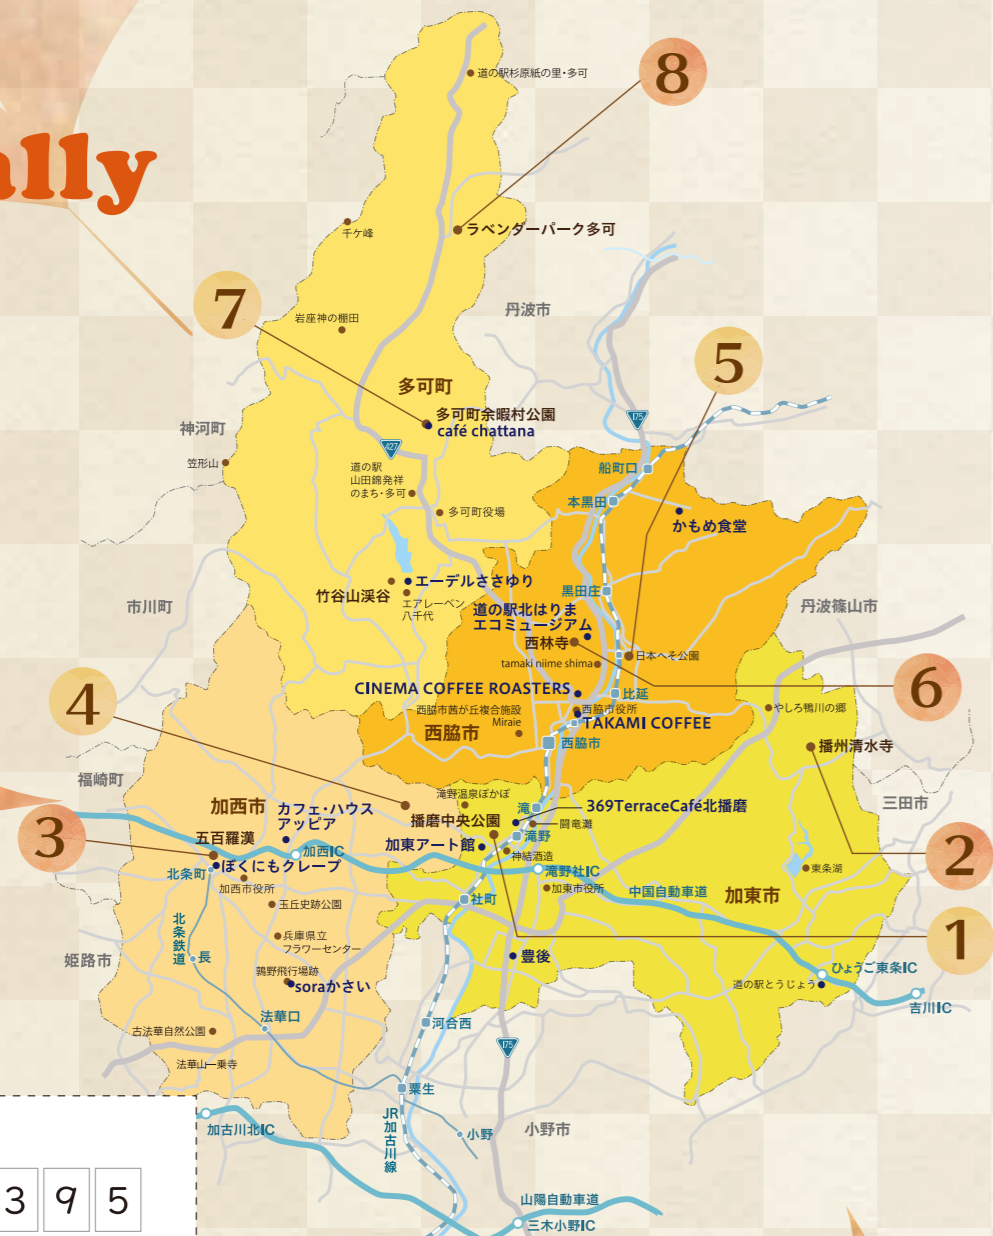 ally
8
道の駅杉原紙の里・多可
千ケ峰
ラベンダーパーク多可
7
岩座神の棚田
丹波市
5
多可町
多可町余暇村公園
café chattana
175
神河町
427
笠形山
道の駅
山田錦発祥
のまち・多可
船町口
本黒田
多可町役場
かもめ食堂
エーデルささゆり
竹谷山渓谷
エアレーベン
八千代
黒田庄
市川町
丹波篠山市
道の駅北はりま
エコミュージアム
西林寺
日本へそ公園
tamaki niime shima
6
CINEMA COFFEE ROASTERS
比延
4
西脇市茜が丘複合施設
Miraie
西脇市役所
TAKAMI COFFEE
やしろ鴨川の郷
西脇市
西脇市
播州清水寺
福崎町
滝野温泉ぽかぽ
加西市
カフェ・ハウス
アッピア
滝
369TerraceCafé北播磨
三田市
播磨中央公園
闘竜灘
3
五百羅漢
加西IC
加東アート館
滝野
神結酒造
2
北条町
ぼくにもクレープ
滝野社IC
東条湖
加西市役所
加東市役所
中国自動車道
加東市
玉丘史跡公園
社町
北条鉄道
兵庫県立
フラワーセンター
1
姫路市
長
豊後
鶉野飛行場跡
soraかさい
ひょうご東条IC
道の駅とうじょう
吉川IC
法華口
古法華自然公園
河合西
175
法華山一乗寺
粟生
JR加古川線
加古川北IC
小野
小野市
3 9 5
山陽自動車道
三木小野IC